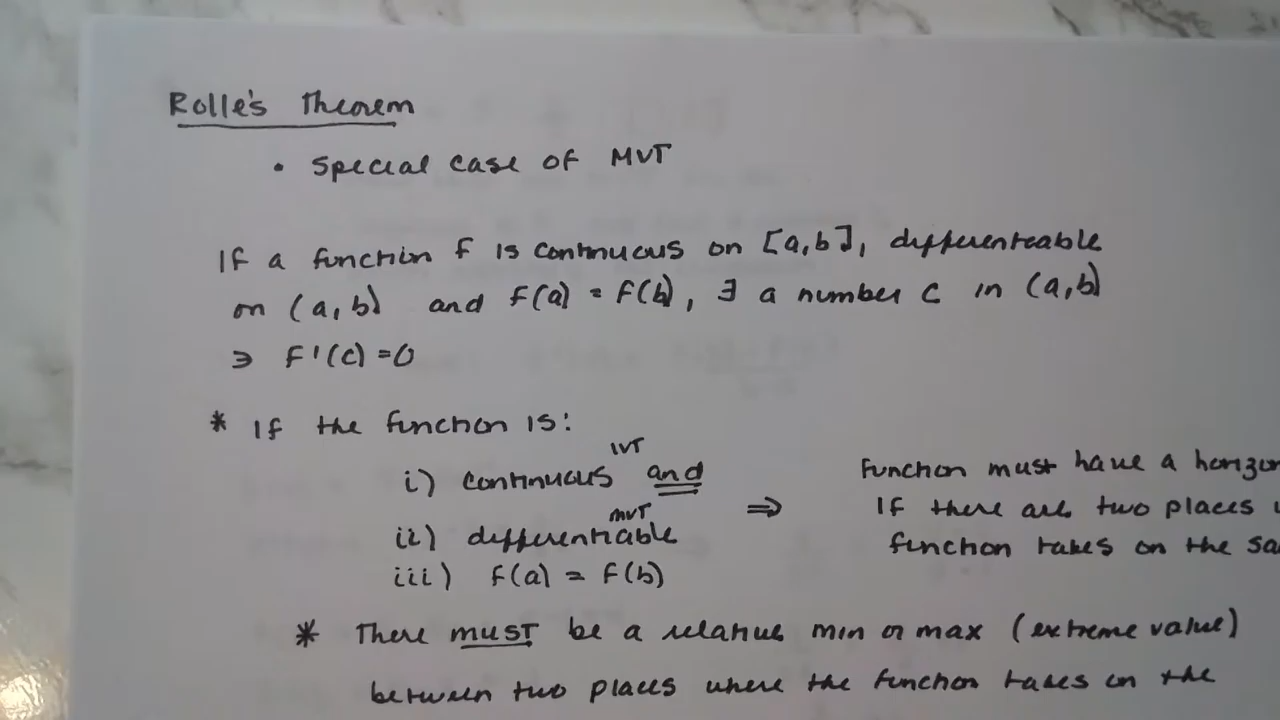 Rolle's Theorem
• Special case of MVT
If a function f is continuous on [a,b], differenteable
on (a,b) and f(a) = f(b), ∃ a number c in (a,b)
∋ f'(c) = 0
* If the function is:
IVT
i) continuous and
MVT
ii) differentiable
iii) f(a) = f(b)
⇒
Function must have a horizon
If there are two places w
function takes on the sa
* There must be a relative min or max (extreme value)
between two places where the function takes on the